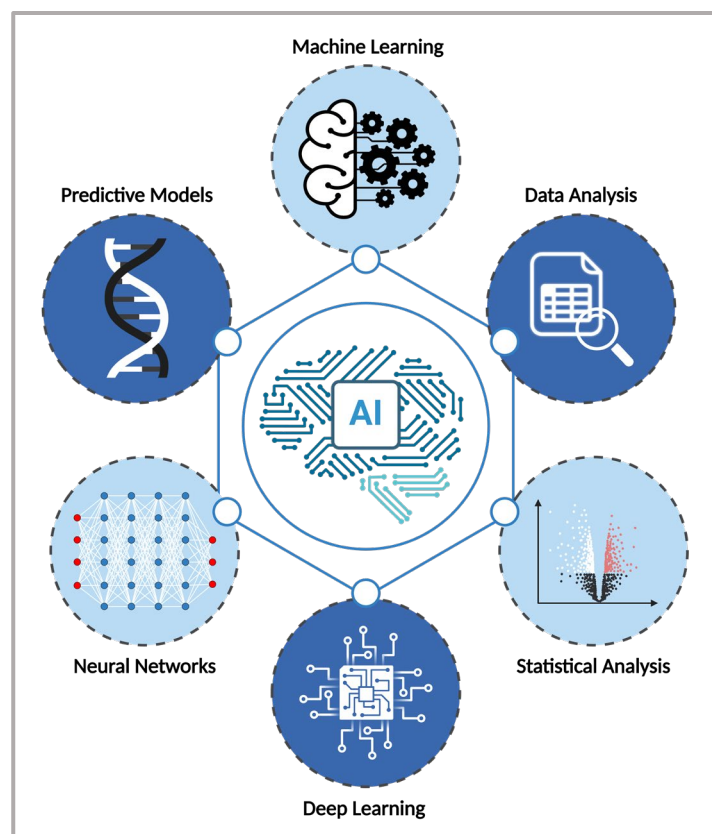 Machine Learning
Predictive Models
Data Analysis
AI
Neural Networks
Statistical Analysis
Deep Learning